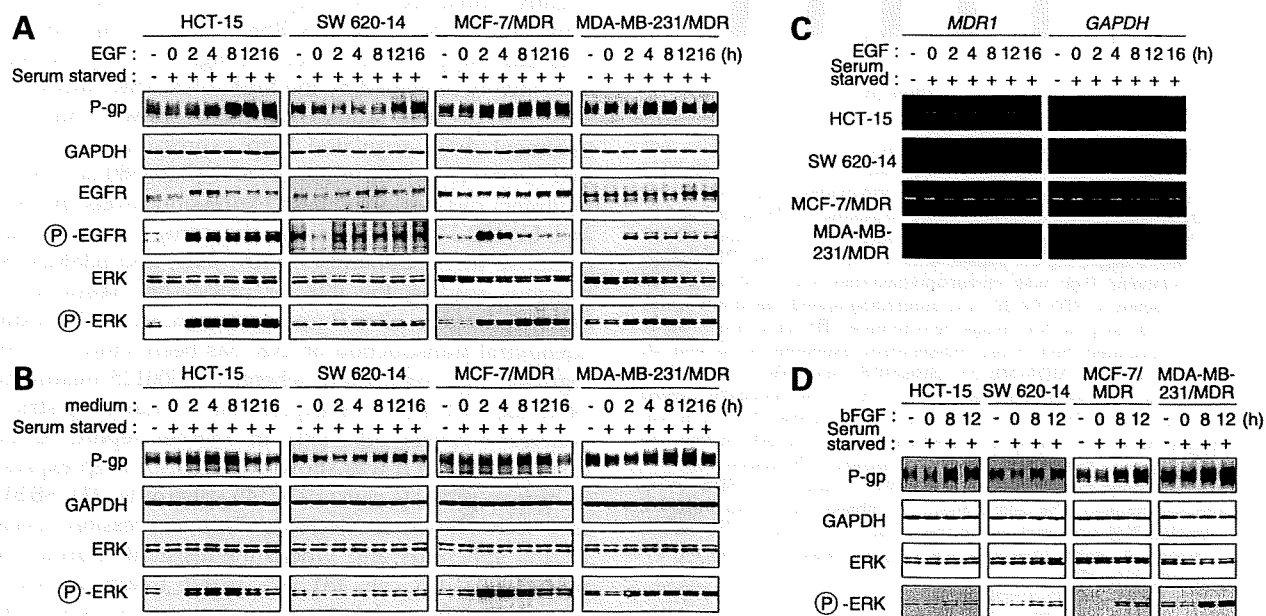 A
HCT-15 SW 620-14 MCF-7/MDR MDA-MB-231/MDR
EGF : - 0 2 4 8 12 16 - 0 2 4 8 12 16 - 0 2 4 8 12 16 - 0 2 4 8 12 16 (h)
Serum starved : - + + + + + + - + + + + + + - + + + + + + - + + + + + +
P-gp
GAPDH
EGFR
P -EGFR
ERK
P -ERK
B
HCT-15 SW 620-14 MCF-7/MDR MDA-MB-231/MDR
medium : - 0 2 4 8 12 16 - 0 2 4 8 12 16 - 0 2 4 8 12 16 - 0 2 4 8 12 16 (h)
Serum starved : - + + + + + + - + + + + + + - + + + + + + - + + + + + +
P-gp
GAPDH
ERK
P -ERK
C
MDR1 GAPDH
EGF : - 0 2 4 8 12 16 - 0 2 4 8 12 16 (h)
Serum
starved : - + + + + + + - + + + + + +
HCT-15
SW 620-14
MCF-7/MDR
MDA-MB-
231/MDR
D
HCT-15 SW 620-14 MCF-7/
MDR MDA-MB-
231/MDR
bFGF : - 0 8 12 - 0 8 12 - 0 8 12 - 0 8 12 (h)
Serum
starved : - + + + - + + + - + + + - + + +
P-gp
GAPDH
ERK
P -ERK